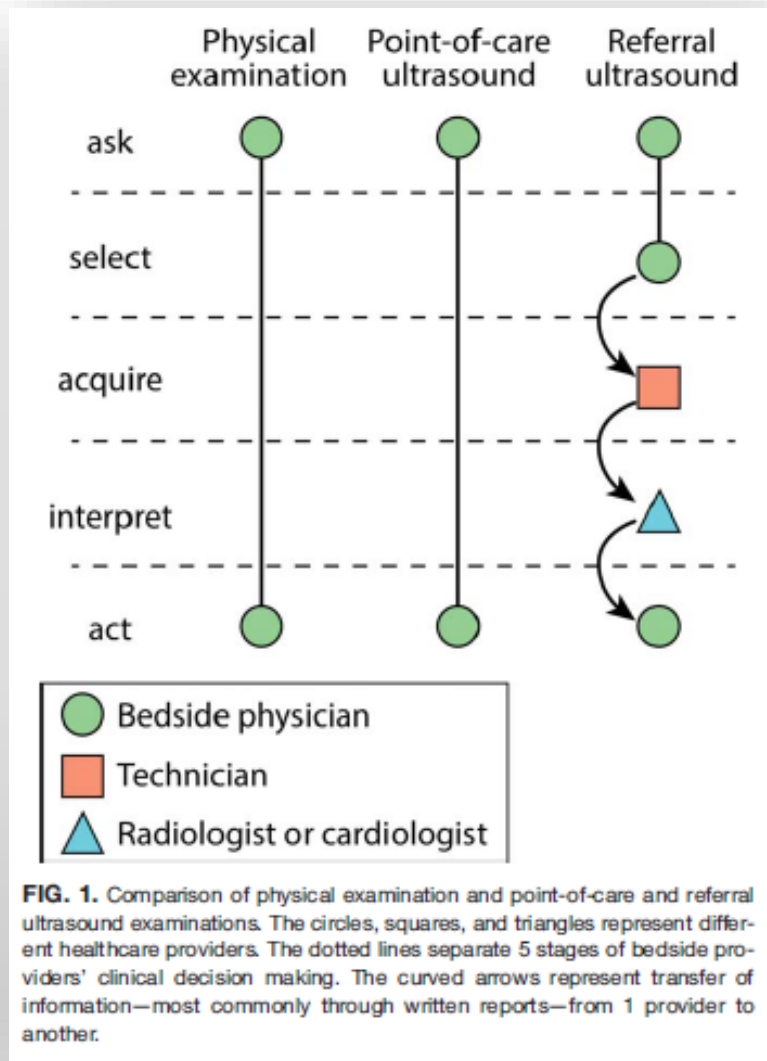 Physical examination
Point-of-care ultrasound
Referral ultrasound
ask
select
acquire
interpret
act
Bedside physician
Technician
Radiologist or cardiologist
FIG. 1. Comparison of physical examination and point-of-care and referral
ultrasound examinations. The circles, squares, and triangles represent differ-
ent healthcare providers. The dotted lines separate 5 stages of bedside pro-
viders' clinical decision making. The curved arrows represent transfer of
information—most commonly through written reports—from 1 provider to
another.